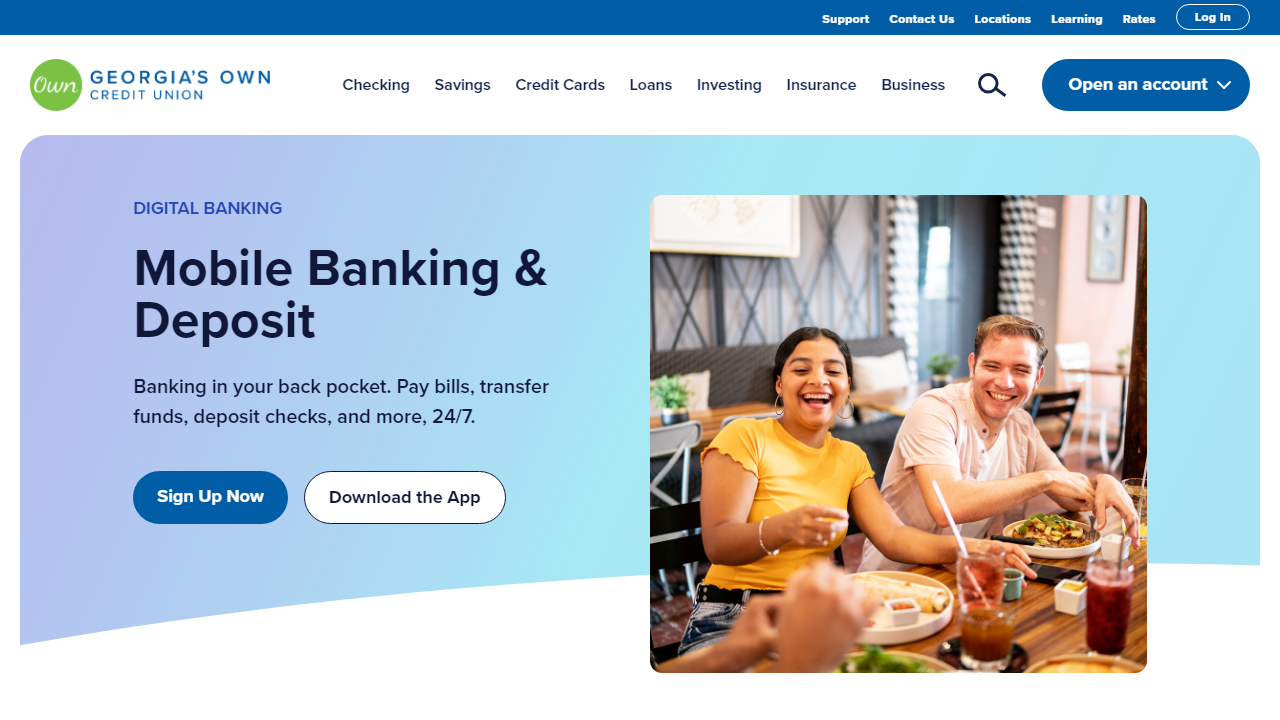 Support Contact Us Locations Learning Rates Log In
Own GEORGIA'S OWN
CREDIT UNION
Checking Savings Credit Cards Loans Investing Insurance Business
Open an account
DIGITAL BANKING
Mobile Banking &
Deposit
Banking in your back pocket. Pay bills, transfer
funds, deposit checks, and more, 24/7.
Sign Up Now Download the App